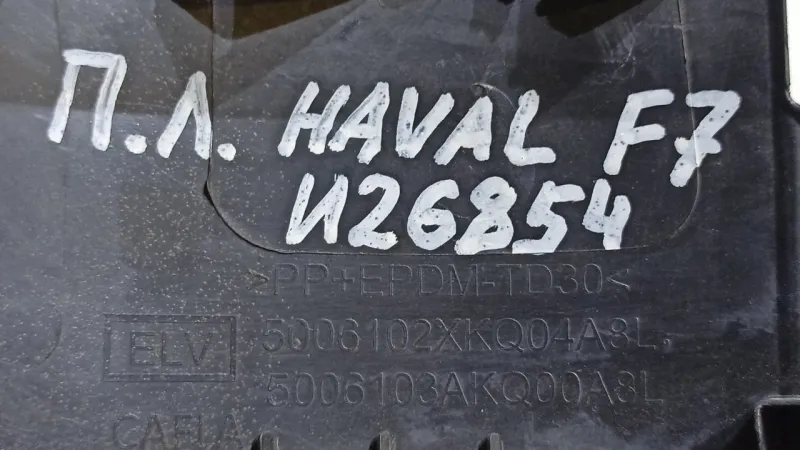 П.Л. HAVAL F7
И26854
>PP+EPDM-TD30<
ELV
5006102XKQ04A8L
5006103AKQ00A8L